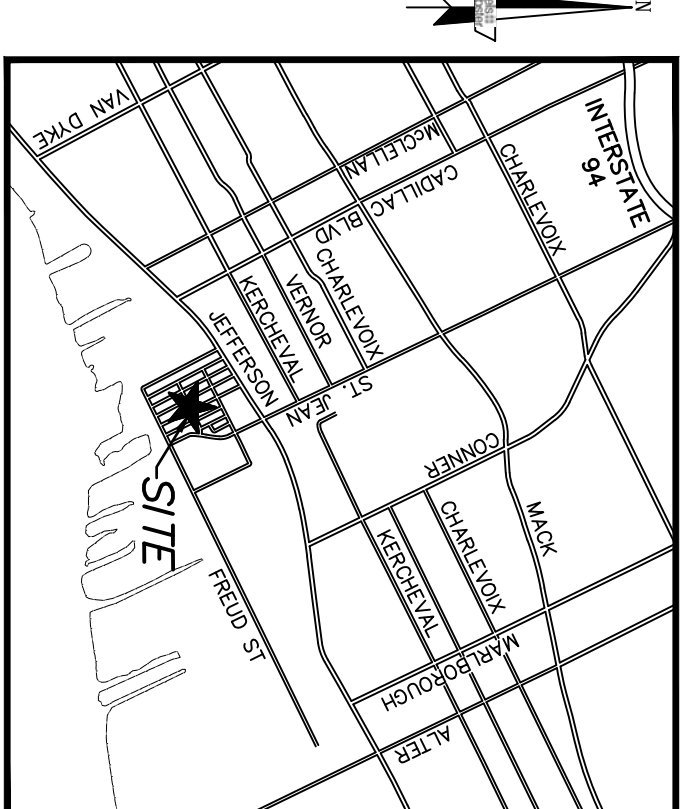 N
VAN DYKE
McCLELLAN
CADILLAC BLVD
INTERSTATE
94
CHARLEVOIX
CHARLEVOIX
VERNOR
KERCHEVAL
JEFFERSON
ST. JEAN
CONNER
SITE
MACK
CHARLEVOIX
KERCHEVAL
FREUD ST
MARLBOROUGH
ALTER